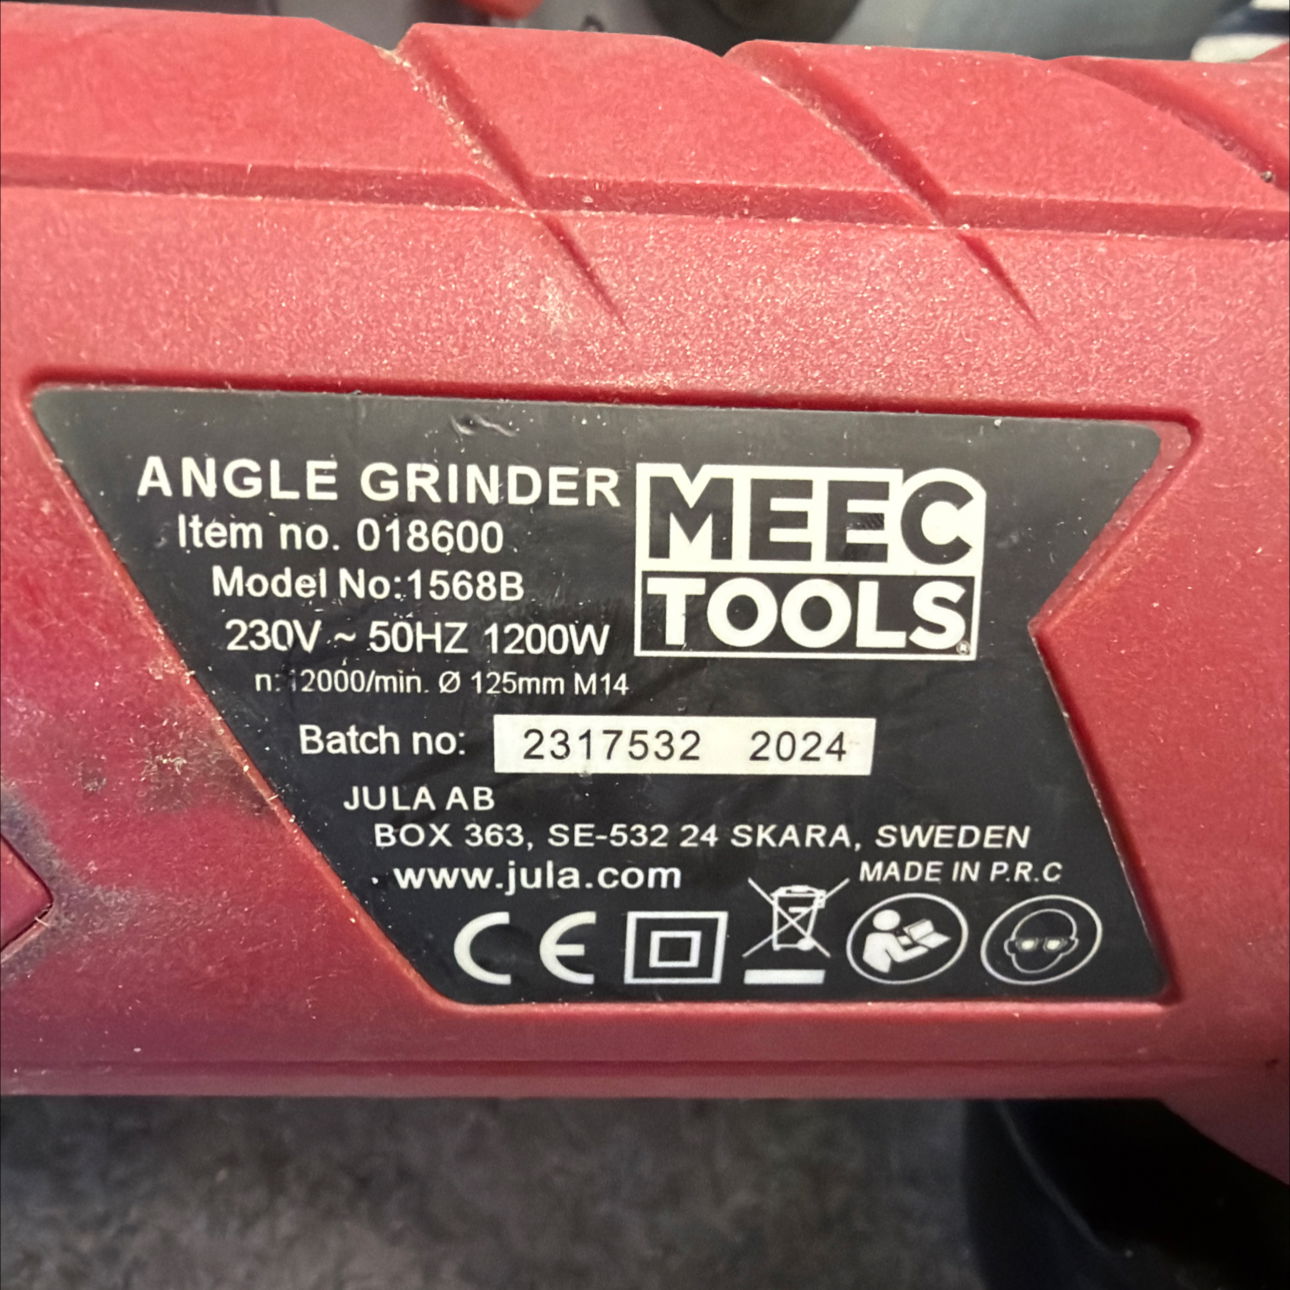 ANGLE GRINDER
Item no. 018600
Model No:1568B
230V ~ 50HZ 1200W
n: 12000/min. Ø 125mm M14
MEEC
TOOLS®
Batch no: 2317532 2024
JULA AB
BOX 363, SE-532 24 SKARA, SWEDEN
www.jula.com
MADE IN P.R.C
CE